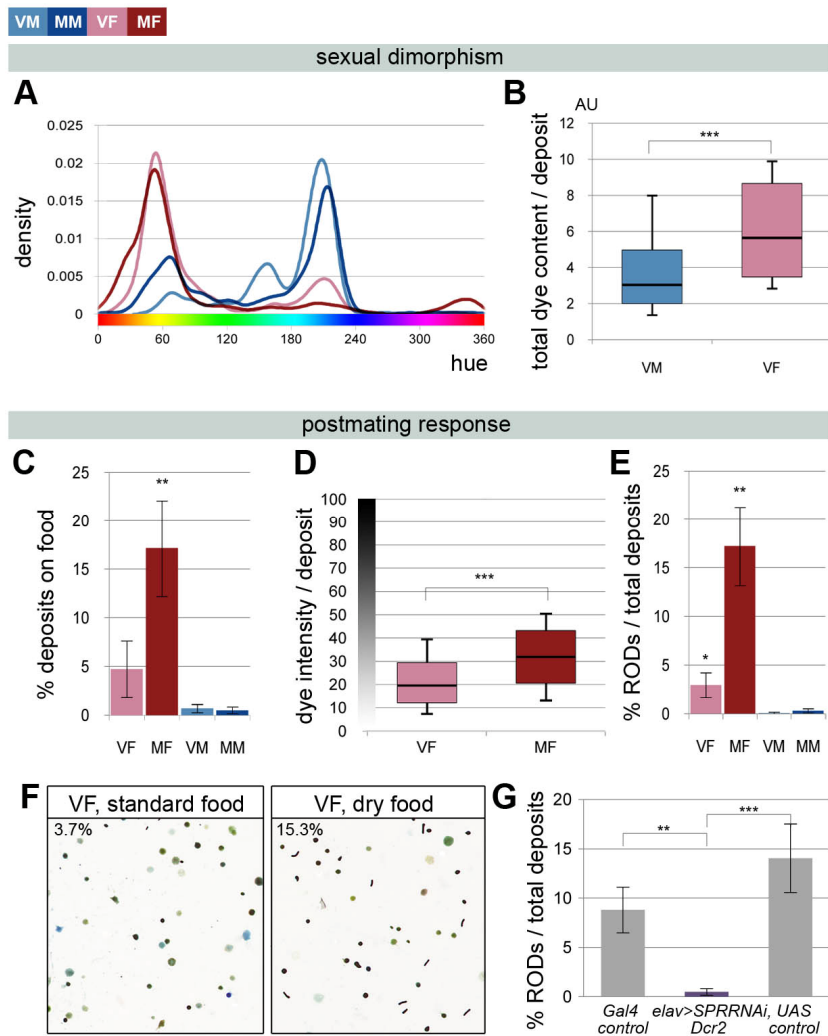 VM MM VF MF
sexual dimorphism
A
density
0.025
0.02
0.015
0.01
0.005
0
0 60 120 180 240 300 360
hue
B
AU
total dye content / deposit
12
10
8
6
4
2
0
***
VM VF
postmating response
C
% deposits on food
25
20
15
10
5
0
**
VF MF VM MM
D
dye intensity / deposit
100
90
80
70
60
50
40
30
20
10
0
***
VF MF
E
% RODs / total deposits
25
20
15
10
5
0
*
**
VF MF VM MM
F
VF, standard food
3.7%
VF, dry food
15.3%
G
% RODs / total deposits
20
15
10
5
0
**
***
Gal4 elav>SPRRNAi, UAS
control Dcr2 control